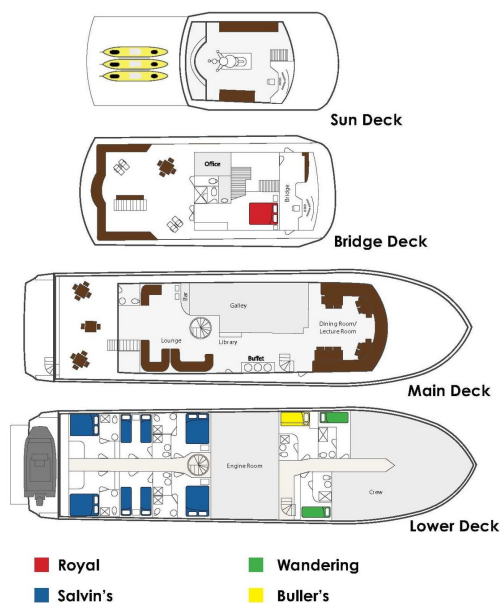 Sun Deck
Office
Bridge
Bridge Deck
Bar
Galley
Dining Room/
Lecture Room
Lounge
Library
Buffet
Main Deck
Engine Room
Crew
Lower Deck
Royal
Wandering
Salvin's
Buller's